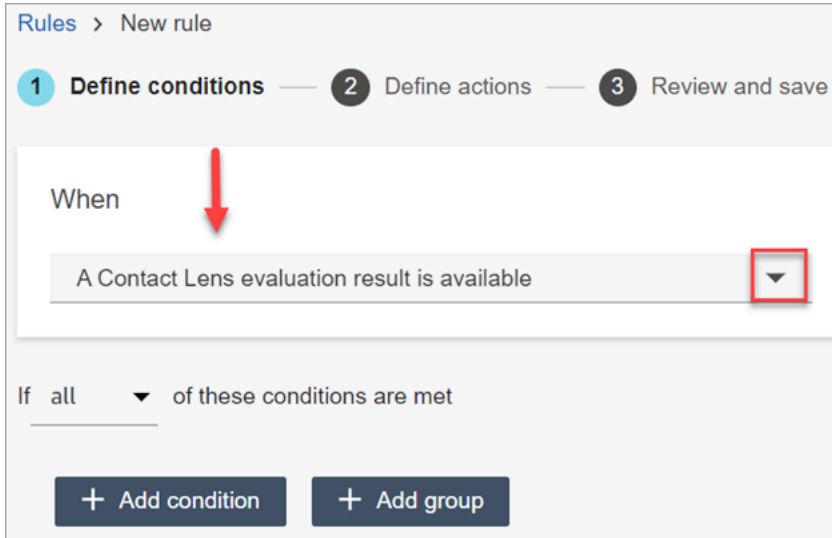 Rules > New rule
1 Define conditions — 2 Define actions — 3 Review and save
When
A Contact Lens evaluation result is available
If all of these conditions are met
+ Add condition + Add group